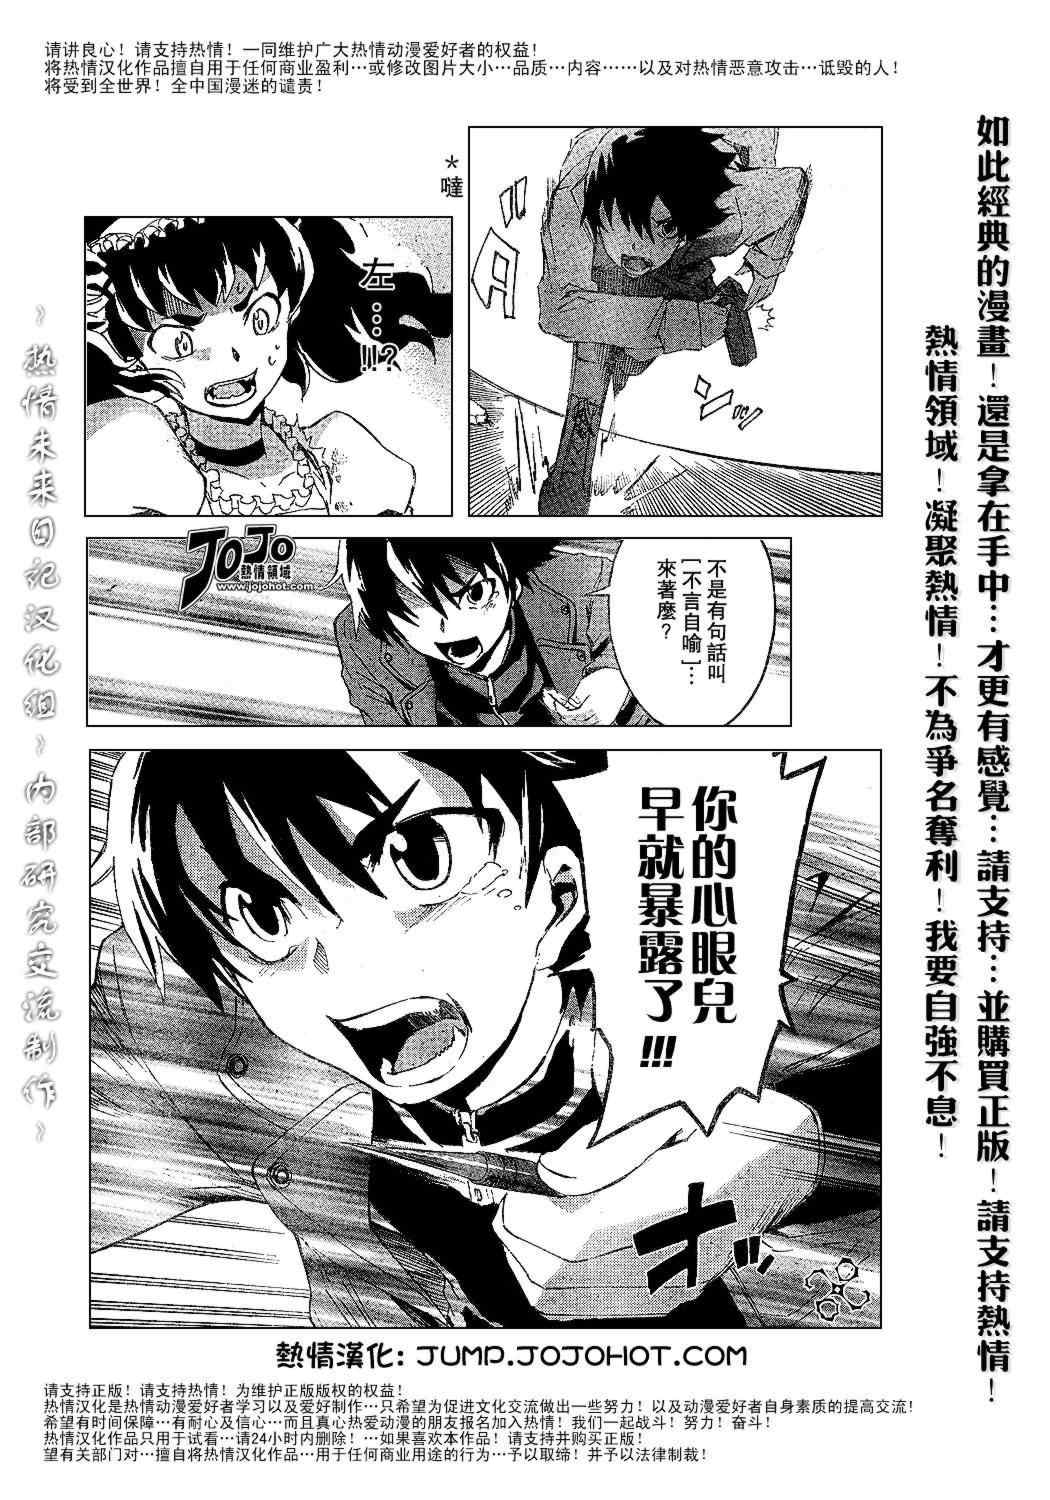 请讲良心！请支持热情！一同维护广大热情动漫爱好者的权益！
将热情汉化作品擅自用于任何商业盈利…或修改图片大小…品质…内容……以及对热情恶意攻击…诋毁的人！
将受到全世界！全中国漫迷的谴责！
如此經典的漫畫！還是拿在手中…才更有感覺…請支持…並購買正版！請支持熱情！
熱情領域！凝聚熱情！不為爭名奪利！我要自強不息！
*噠
左…!!?
JOJO
熱情領域
www.jojohot.com
不是有句話叫
[不言自喻]…
來著麼？
你的心眼兒
早就暴露了!!!
オッ
～热情未来日记汉化组～内部研究交流制作～
熱情漢化: JUMP.JOJOHOT.COM
请支持正版！请支持热情！为维护正版版权的权益！
热情汉化是热情动漫爱好者学习以及爱好制作…只希望为促进文化交流做出一些努力！以及动漫爱好者自身素质的提高交流！
希望有时间保障…有耐心及信心…而且真心热爱动漫的朋友报名加入热情！我们一起战斗！努力！奋斗！
热情汉化作品只用于试看…请24小时内删除！…如果喜欢本作品！请支持并购买正版！
望有关部门对…擅自将热情汉化作品…用于任何商业用途的行为…予以取缔！并予以法律制裁！